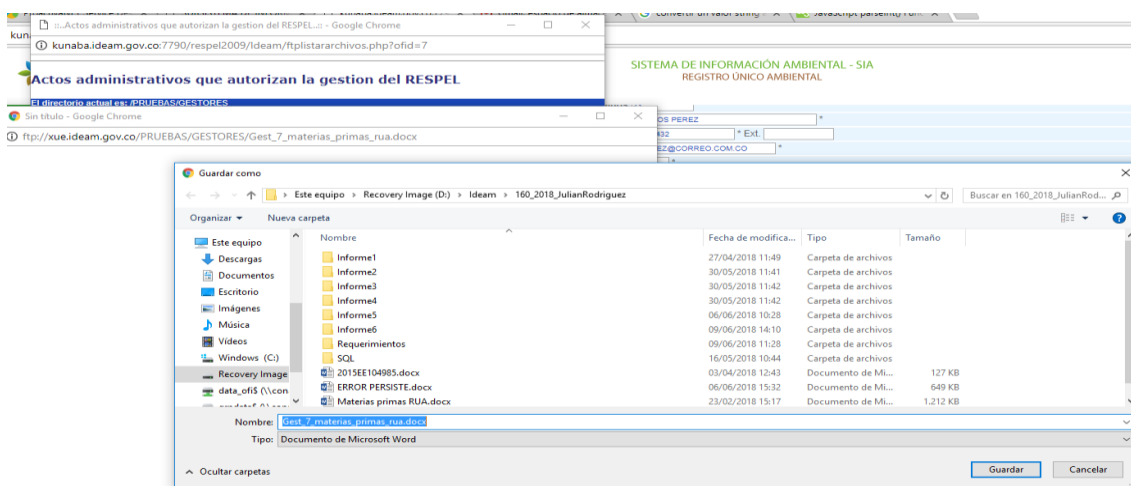 ::..Actos administrativos que autorizan la gestion del RESPEL..:: - Google Chrome
kun
kunaba.ideam.gov.co:7790/respel2009/Ideam/ftplistararchivos.php?ofid=7
SISTEMA DE INFORMACIÓN AMBIENTAL - SIA
REGISTRO ÚNICO AMBIENTAL
Actos administrativos que autorizan la gestion del RESPEL
El directorio actual es: /PRUEBAS/GESTORES
Sin título - Google Chrome
OS PEREZ *
ftp://xue.ideam.gov.co/PRUEBAS/GESTORES/Gest_7_materias_primas_rua.docx
432 * Ext.
EZ@CORREO.COM.CO *
Guardar como
Este equipo > Recovery Image (D:) > Ideam > 160_2018_JulianRodriguez
Buscar en 160_2018_JulianRod...
Organizar Nueva carpeta
Nombre Fecha de modifica... Tipo Tamaño
Este equipo
Descargas
Documentos
Escritorio
Imágenes
Música
Vídeos
Windows (C:)
Recovery Image
data_ofi$ (\\con
Informe1 27/04/2018 11:49 Carpeta de archivos
Informe2 30/05/2018 11:41 Carpeta de archivos
Informe3 30/05/2018 11:42 Carpeta de archivos
Informe4 30/05/2018 11:42 Carpeta de archivos
Informe5 06/06/2018 10:28 Carpeta de archivos
Informe6 09/06/2018 14:10 Carpeta de archivos
Requerimientos 09/06/2018 11:28 Carpeta de archivos
SQL 16/05/2018 10:44 Carpeta de archivos
2015EE104985.docx 03/04/2018 12:43 Documento de Mi... 127 KB
ERROR PERSISTE.docx 06/06/2018 15:32 Documento de Mi... 649 KB
Materias primas RUA.docx 23/02/2018 15:17 Documento de Mi... 1.212 KB
Nombre: Gest_7_materias_primas_rua.docx
Tipo: Documento de Microsoft Word
Ocultar carpetas
Guardar Cancelar